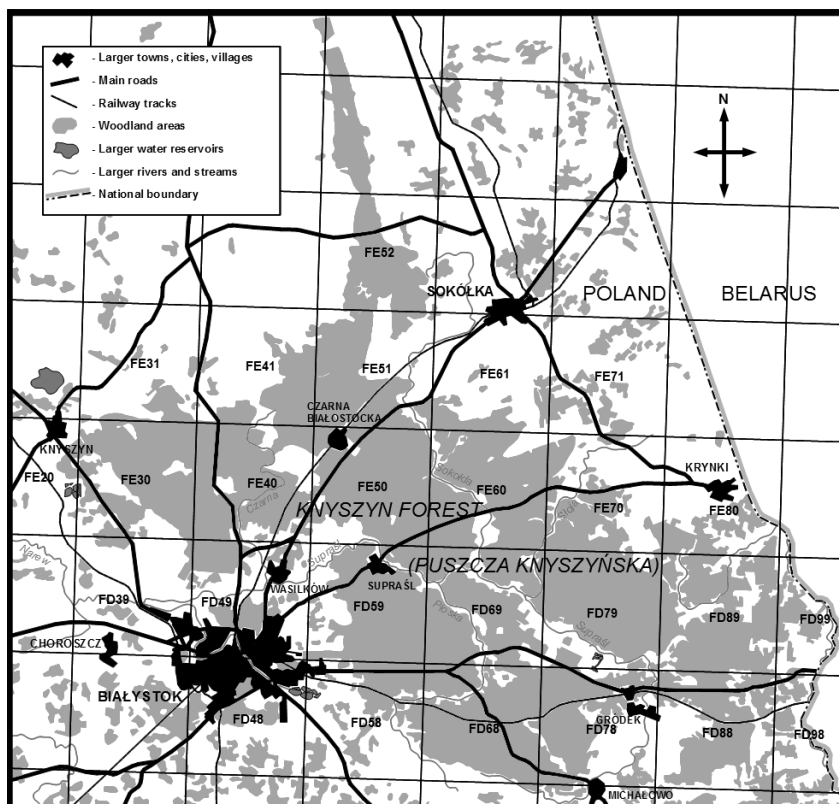 - Larger towns, cities, villages
- Main roads
- Railway tracks
- Woodland areas
- Larger water reservoirs
- Larger rivers and streams
- National boundary
N
FE52
SOKÓŁKA
POLAND
BELARUS
FE31
FE41
FE51
FE61
FE71
CZARNA
BIAŁOSTOCKA
KNYSZYN
KRYNKI
FE20
FE30
FE40
FE50
FE60
FE70
FE80
Czarna
Sokołda
Słoja
KNYSZYN FOREST
(PUSZCZA KNYSZYŃSKA)
Narew
Supraśl
WASILKÓW
SUPRAŚL
FD39
FD49
FD59
FD69
FD79
FD89
FD99
Płoska
Supraśl
CHOROSZCZ
BIAŁYSTOK
FD48
FD58
FD68
FD78
FD88
FD98
GRÓDEK
MICHAŁOWO